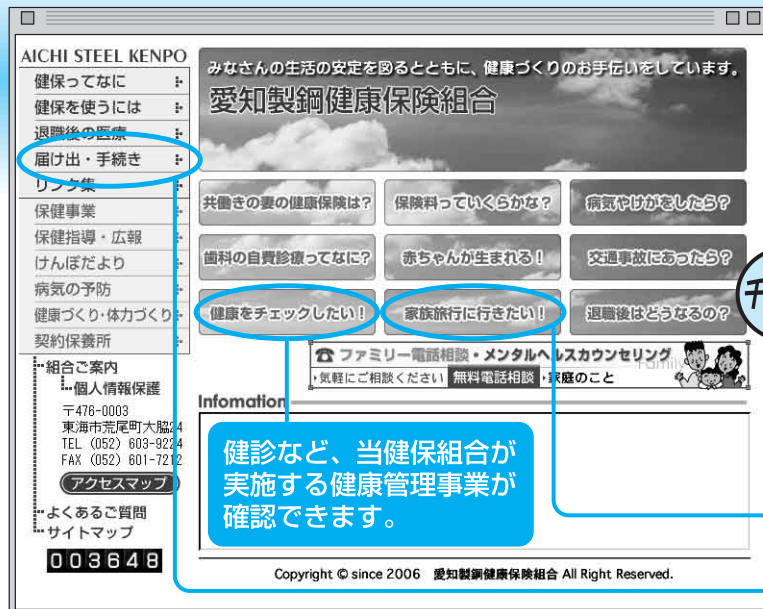 AICHI STEEL KENPO
健保ってなに
健保を使うには
退職後の医療
届け出・手続き
リンク集
保健事業
保健指導・広報
けんぽだより
病気の予防
健康づくり・体力づくり
契約保養所
組合ご案内
個人情報保護
〒476-0003
東海市荒尾町大脇24
TEL (052) 603-9224
FAX (052) 601-7212
アクセスマップ
よくあるご質問
サイトマップ
003648
みなさんの生活の安定を図るとともに、健康づくりのお手伝いをしています。
愛知製鋼健康保険組合
共働きの妻の健康保険は?
保険料っていくらかな?
病気やけがをしたら?
歯科の自費診療ってなに?
赤ちゃんが生まれる!
交通事故にあったら?
健康をチェックしたい!
家族旅行に行きたい!
退職後はどうなるの?
ファミリー電話相談・メンタルヘルスカウンセリング
Family
・気軽にご相談ください 無料電話相談 ・家庭のこと
Infomation
健診など、当健保組合が
実施する健康管理事業が
確認できます。
Copyright © since 2006 愛知製鋼健康保険組合 All Right Reserved.